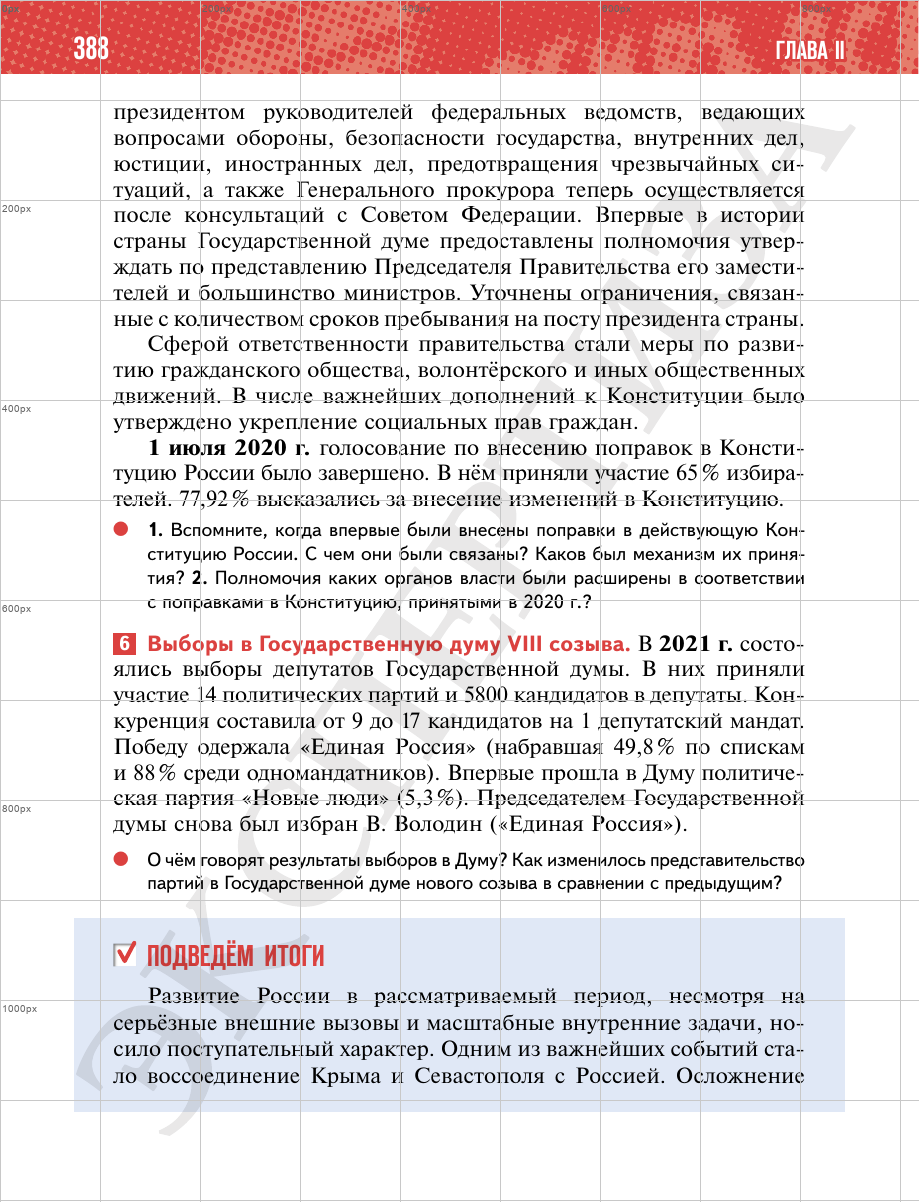 388
ГЛАВА II
президентом руководителей федеральных ведомств, ведающих
вопросами обороны, безопасности государства, внутренних дел,
юстиции, иностранных дел, предотвращения чрезвычайных си-
туаций, а также Генерального прокурора теперь осуществляется
после консультаций с Советом Федерации. Впервые в истории
страны Государственной думе предоставлены полномочия утвер-
ждать по представлению Председателя Правительства его замести-
телей и большинство министров. Уточнены ограничения, связан-
ные с количеством сроков пребывания на посту президента страны.
Сферой ответственности правительства стали меры по разви-
тию гражданского общества, волонтёрского и иных общественных
движений. В числе важнейших дополнений к Конституции было
утверждено укрепление социальных прав граждан.
1 июля 2020 г. голосование по внесению поправок в Консти-
туцию России было завершено. В нём приняли участие 65% избира-
телей. 77,92% высказались за внесение изменений в Конституцию.
1. Вспомните, когда впервые были внесены поправки в действующую Кон-
ституцию России. С чем они были связаны? Каков был механизм их приня-
тия? 2. Полномочия каких органов власти были расширены в соответствии
с поправками в Конституцию, принятыми в 2020 г.?
6 Выборы в Государственную думу VIII созыва. В 2021 г. состо-
ялись выборы депутатов Государственной думы. В них приняли
участие 14 политических партий и 5800 кандидатов в депутаты. Кон-
куренция составила от 9 до 17 кандидатов на 1 депутатский мандат.
Победу одержала «Единая Россия» (набравшая 49,8% по спискам
и 88% среди одномандатников). Впервые прошла в Думу политиче-
ская партия «Новые люди» (5,3%). Председателем Государственной
думы снова был избран В. Володин («Единая Россия»).
О чём говорят результаты выборов в Думу? Как изменилось представительство
партий в Государственной думе нового созыва в сравнении с предыдущим?
ПОДВЕДЁМ ИТОГИ
Развитие России в рассматриваемый период, несмотря на
серьёзные внешние вызовы и масштабные внутренние задачи, но-
сило поступательный характер. Одним из важнейших событий ста-
ло воссоединение Крыма и Севастополя с Россией. Осложнение
ЭКСПЕРТИЗА
200px
400px
600px
800px
1000px